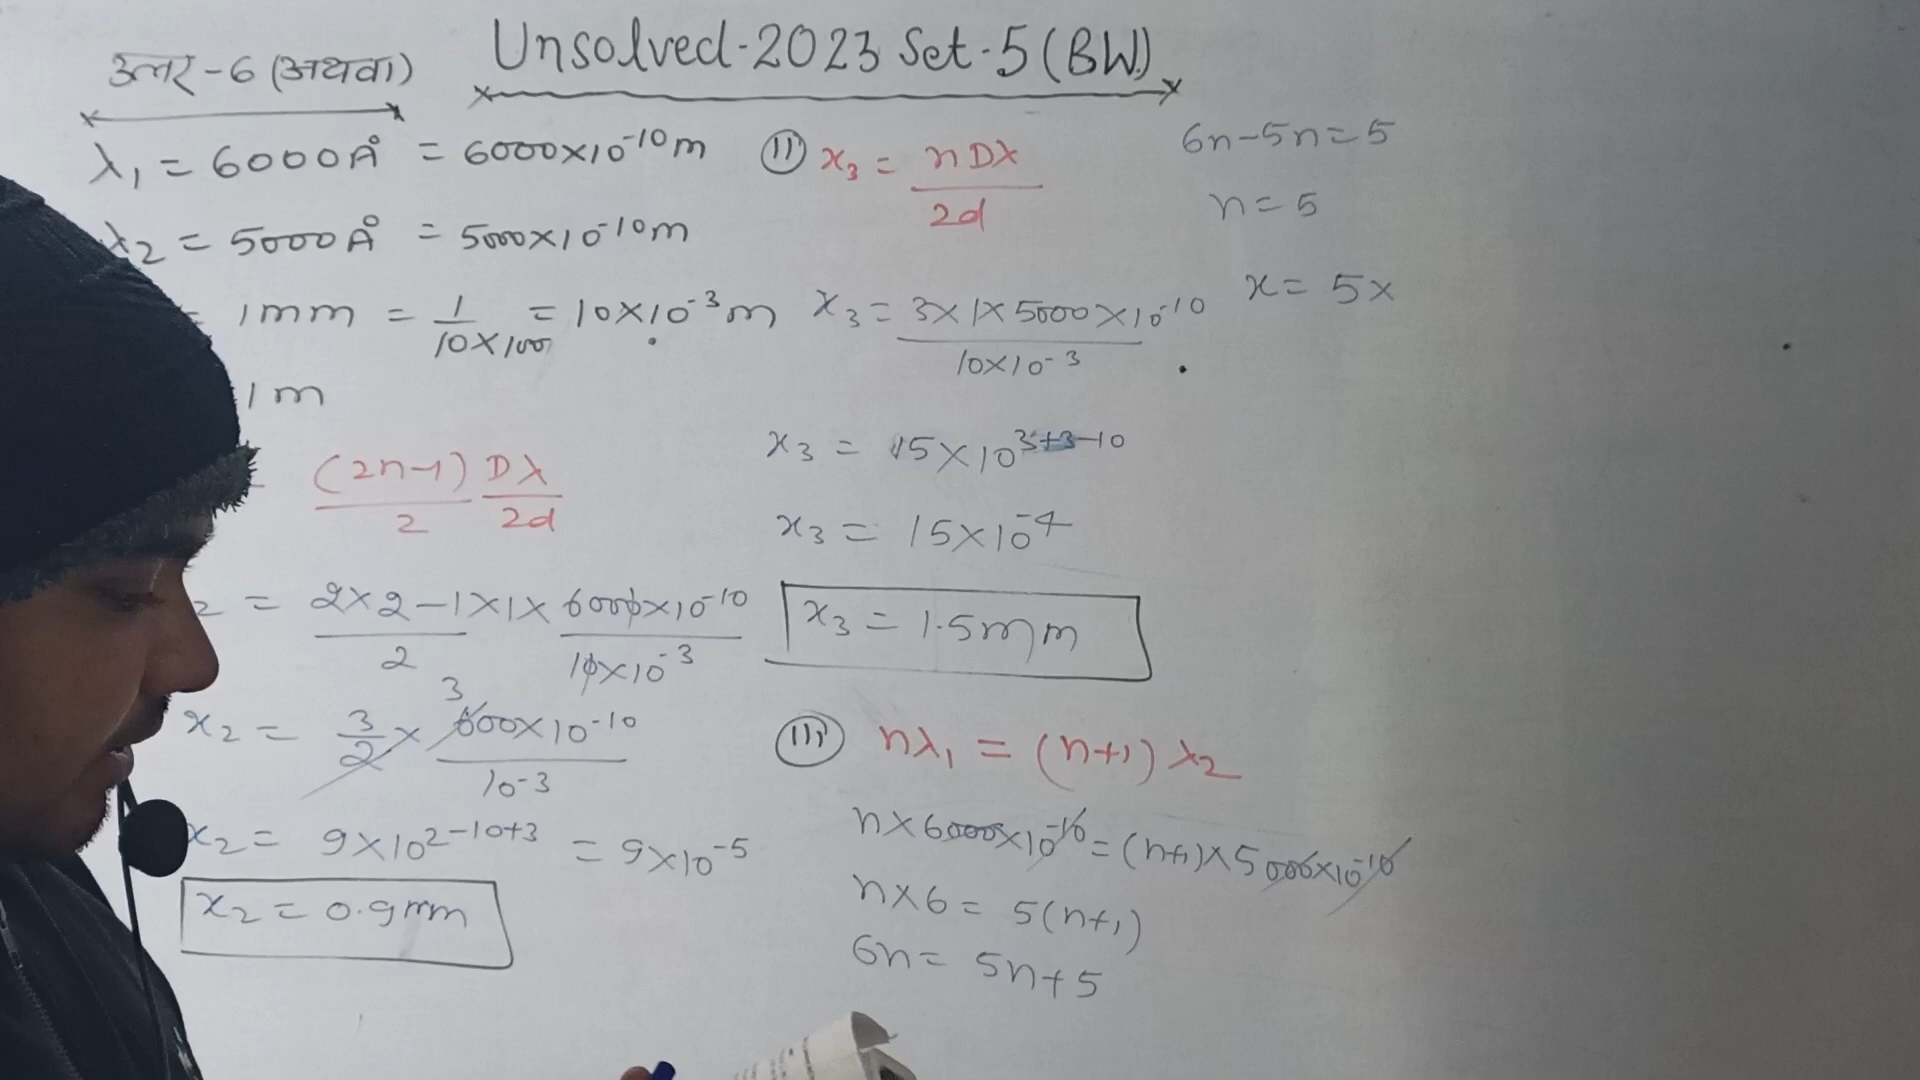 उत्तर-6 (अथवा)
Unsolved-2023 Set-5 (BW)
λ₁ = 6000Å = 6000×10⁻¹⁰m
λ₂ = 5000Å = 5000×10⁻¹⁰m
= 1mm = 1/(10×100) = 10×10⁻³m
1m
(2n-1)/2 Dλ/2d
2 = (2×2-1)/2 ×1× 6000×10⁻¹⁰/(10×10⁻³)
x₂ = 3/2 × 600×10⁻¹⁰/10⁻³ 3
x₂ = 9×10²⁻¹⁰⁺³ = 9×10⁻⁵
x₂ = 0.9mm
(ii) x₃ = nDλ/2d
x₃ = 3×1×5000×10⁻¹⁰/(10×10⁻³)
x₃ = 15×10³⁺³⁻¹⁰
x₃ = 15×10⁻⁴
x₃ = 1.5mm
(iii) nλ₁ = (n+1)λ₂
n×6000×10⁻¹⁰ = (n+1)×5000×10⁻¹⁰
n×6 = 5(n+1)
6n = 5n+5
6n-5n = 5
n = 5
x = 5×